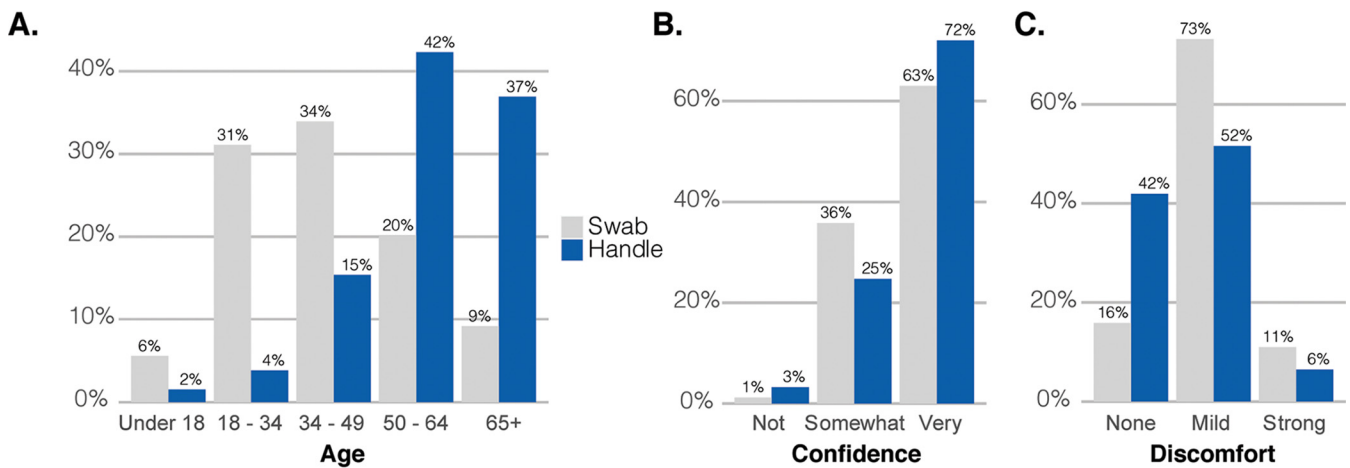 A.
40%
30%
20%
10%
0%
6%
2%
31%
4%
34%
15%
20%
42%
9%
37%
Under 18
18 - 34
34 - 49
50 - 64
65+
Age
Swab
Handle
B.
60%
40%
20%
0%
1%
3%
36%
25%
63%
72%
Not
Somewhat
Very
Confidence
C.
60%
40%
20%
0%
16%
42%
73%
52%
11%
6%
None
Mild
Strong
Discomfort